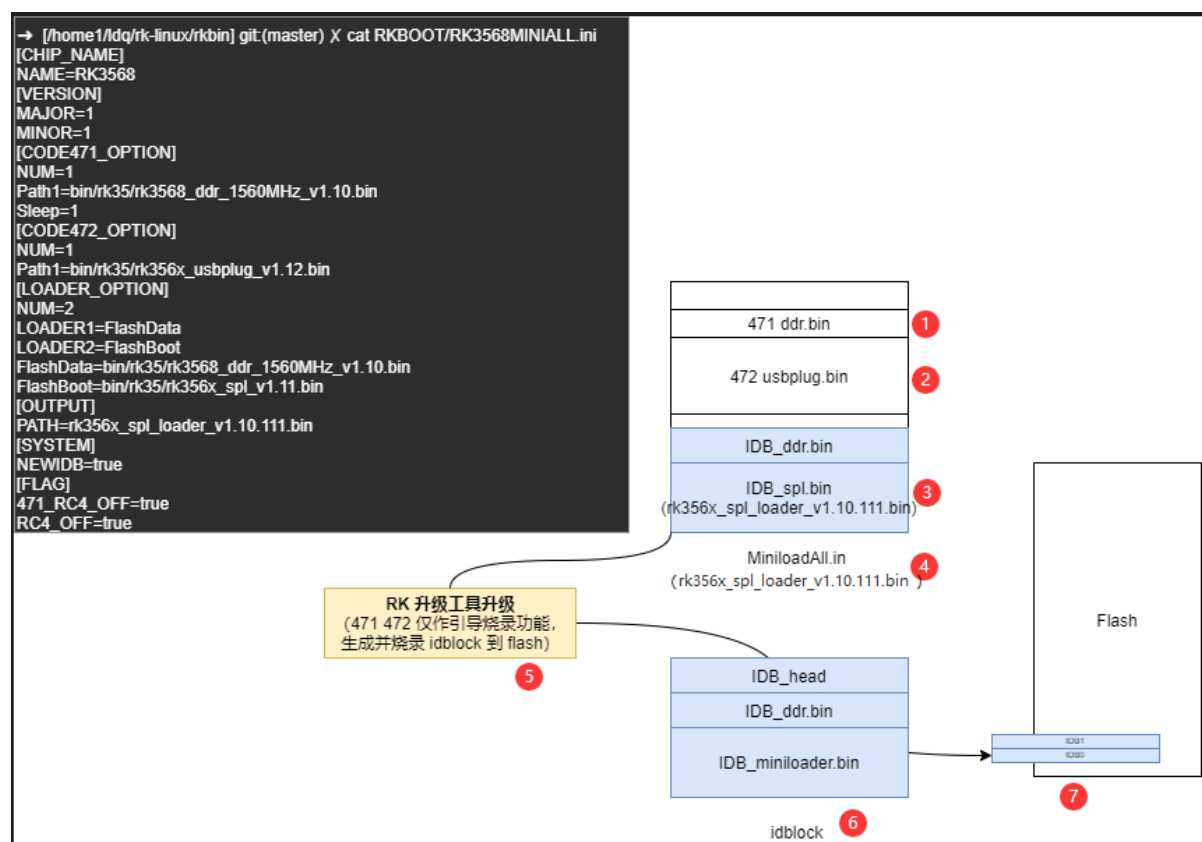 → [/home1/ldq/rk-linux/rkbin] git:(master) ✗ cat RKBOOT/RK3568MINIALL.ini
[CHIP_NAME]
NAME=RK3568
[VERSION]
MAJOR=1
MINOR=1
[CODE471_OPTION]
NUM=1
Path1=bin/rk35/rk3568_ddr_1560MHz_v1.10.bin
Sleep=1
[CODE472_OPTION]
NUM=1
Path1=bin/rk35/rk356x_usbplug_v1.12.bin
[LOADER_OPTION]
NUM=2
LOADER1=FlashData
LOADER2=FlashBoot
FlashData=bin/rk35/rk3568_ddr_1560MHz_v1.10.bin
FlashBoot=bin/rk35/rk356x_spl_v1.11.bin
[OUTPUT]
PATH=rk356x_spl_loader_v1.10.111.bin
[SYSTEM]
NEWIDB=true
[FLAG]
471_RC4_OFF=true
RC4_OFF=true
471 ddr.bin
1
472 usbplug.bin
2
IDB_ddr.bin
IDB_spl.bin
(rk356x_spl_loader_v1.10.111.bin)
3
MiniloadAll.in
（rk356x_spl_loader_v1.10.111.bin ）
4
RK 升级工具升级
（471 472 仅作引导烧录功能，
生成并烧录 idblock 到 flash）
5
IDB_head
IDB_ddr.bin
IDB_miniloader.bin
idblock
6
Flash
IDB1
IDB0
7